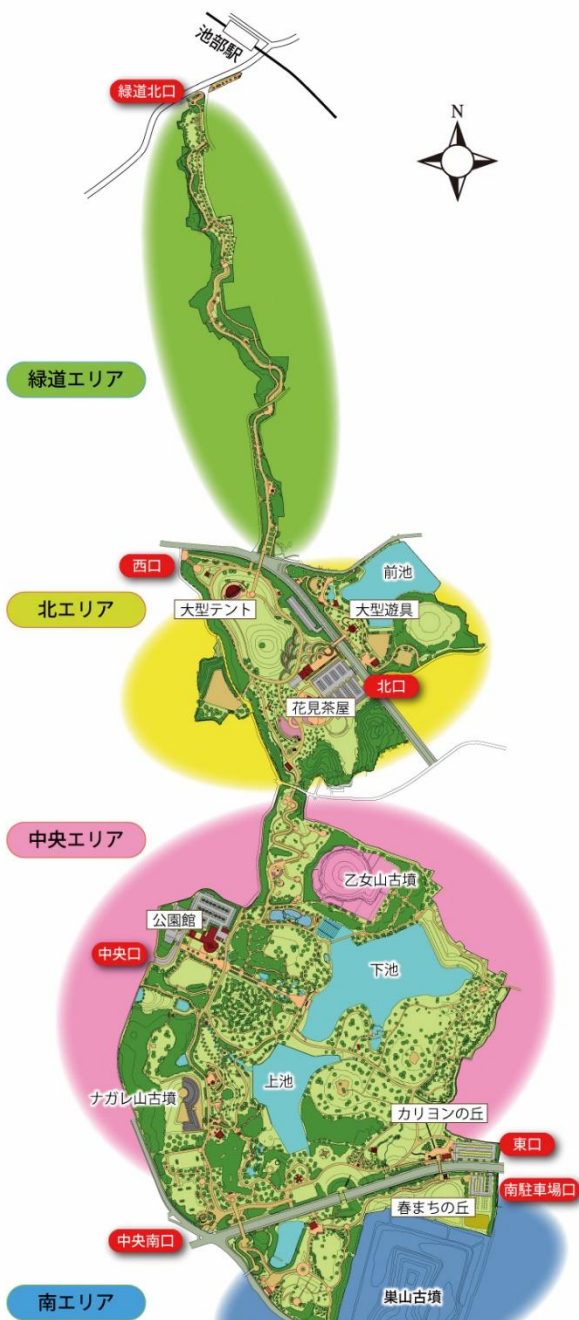 池部駅
緑道北口
N
緑道エリア
西口
前池
大型テント
大型遊具
北エリア
北口
花見茶屋
中央エリア
乙女山古墳
公園館
中央口
下池
上池
ナガレ山古墳
カリヨンの丘
東口
南駐車場口
春まちの丘
中央南口
巣山古墳
南エリア